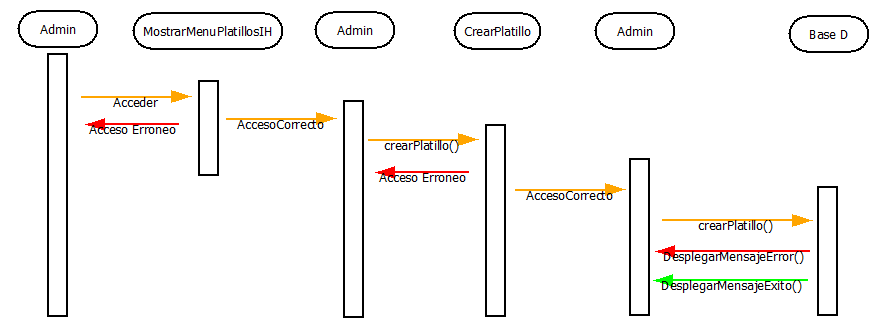 Admin
MostrarMenuPlatillosIH
Admin
CrearPlatillo
Admin
Base D
Acceder
Acceso Erroneo
AccesoCorrecto
crearPlatillo()
Acceso Erroneo
AccesoCorrecto
crearPlatillo()
DesplegarMensajeError()
DesplegarMensajeExito()